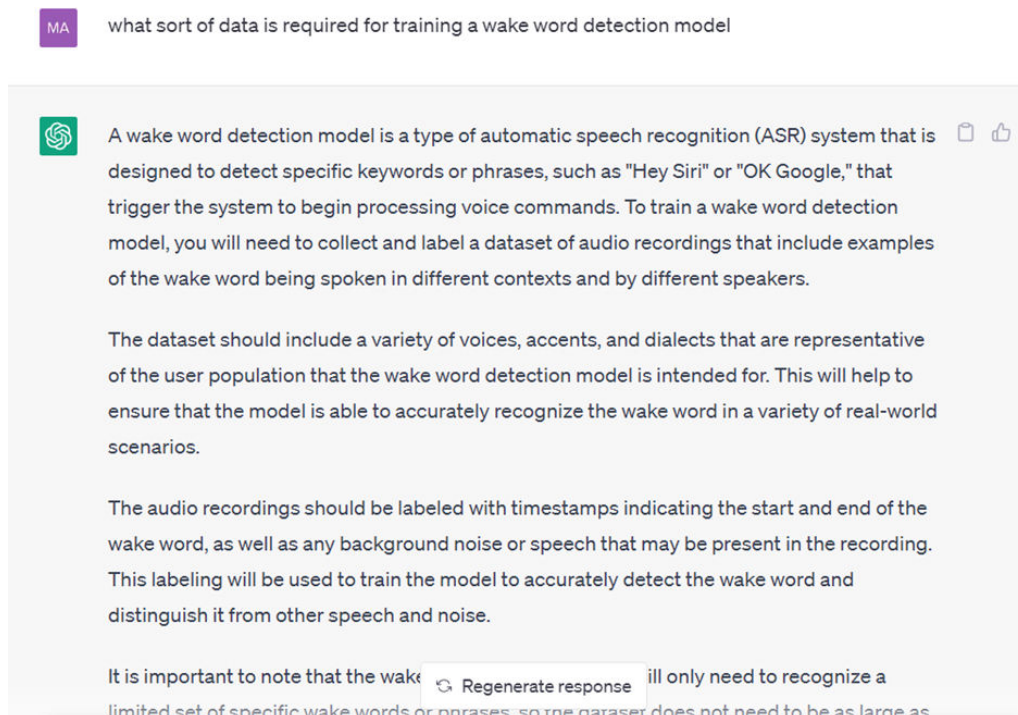 MA
what sort of data is required for training a wake word detection model
A wake word detection model is a type of automatic speech recognition (ASR) system that is
designed to detect specific keywords or phrases, such as "Hey Siri" or "OK Google," that
trigger the system to begin processing voice commands. To train a wake word detection
model, you will need to collect and label a dataset of audio recordings that include examples
of the wake word being spoken in different contexts and by different speakers.
The dataset should include a variety of voices, accents, and dialects that are representative
of the user population that the wake word detection model is intended for. This will help to
ensure that the model is able to accurately recognize the wake word in a variety of real-world
scenarios.
The audio recordings should be labeled with timestamps indicating the start and end of the
wake word, as well as any background noise or speech that may be present in the recording.
This labeling will be used to train the model to accurately detect the wake word and
distinguish it from other speech and noise.
It is important to note that the wake ill only need to recognize a
Regenerate response
limited set of specific wake words or phrases, so the dataset does not need to be as large as